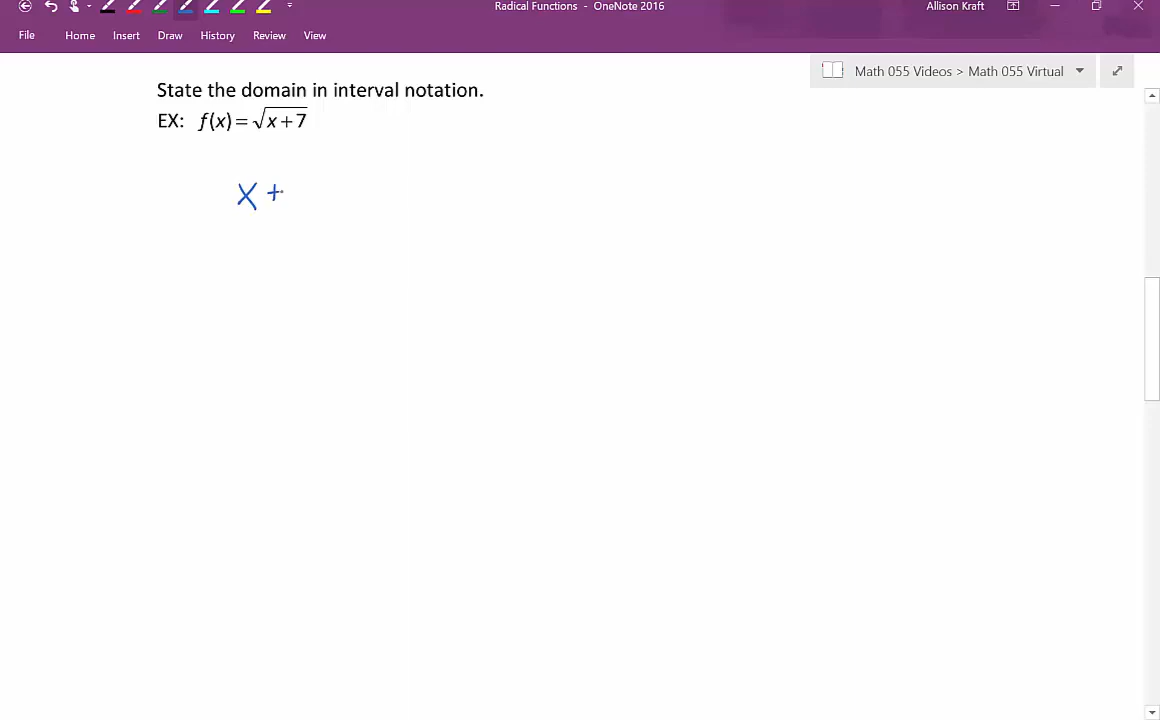 Radical Functions - OneNote 2016
Allison Kraft
File Home Insert Draw History Review View
Math 055 Videos > Math 055 Virtual
State the domain in interval notation.
EX: f(x) = √x+7
x +